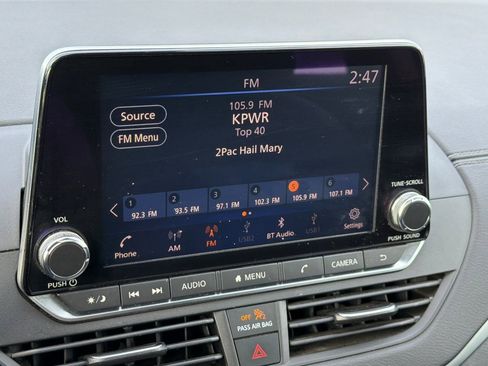 FM
2:47
Source
FM Menu
105.9 FM
KPWR
Top 40
2Pac Hail Mary
1 2 3 4 5 6
92.3 FM 93.5 FM 97.1 FM 102.3 FM 105.9 FM 107.1 FM
Phone AM FM USB2 BT Audio USB1 Settings
VOL
PUSH
TUNE·SCROLL
PUSH SOUND
AUDIO MENU CAMERA
OFF
PASS AIR BAG